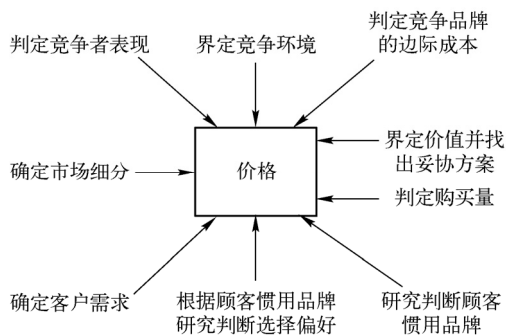 判定竞争者表现
界定竞争环境
判定竞争品牌
的边际成本
界定价值并找
出妥协方案
确定市场细分
价格
判定购买量
确定客户需求
根据顾客惯用品牌
研究判断选择偏好
研究判断顾客
惯用品牌